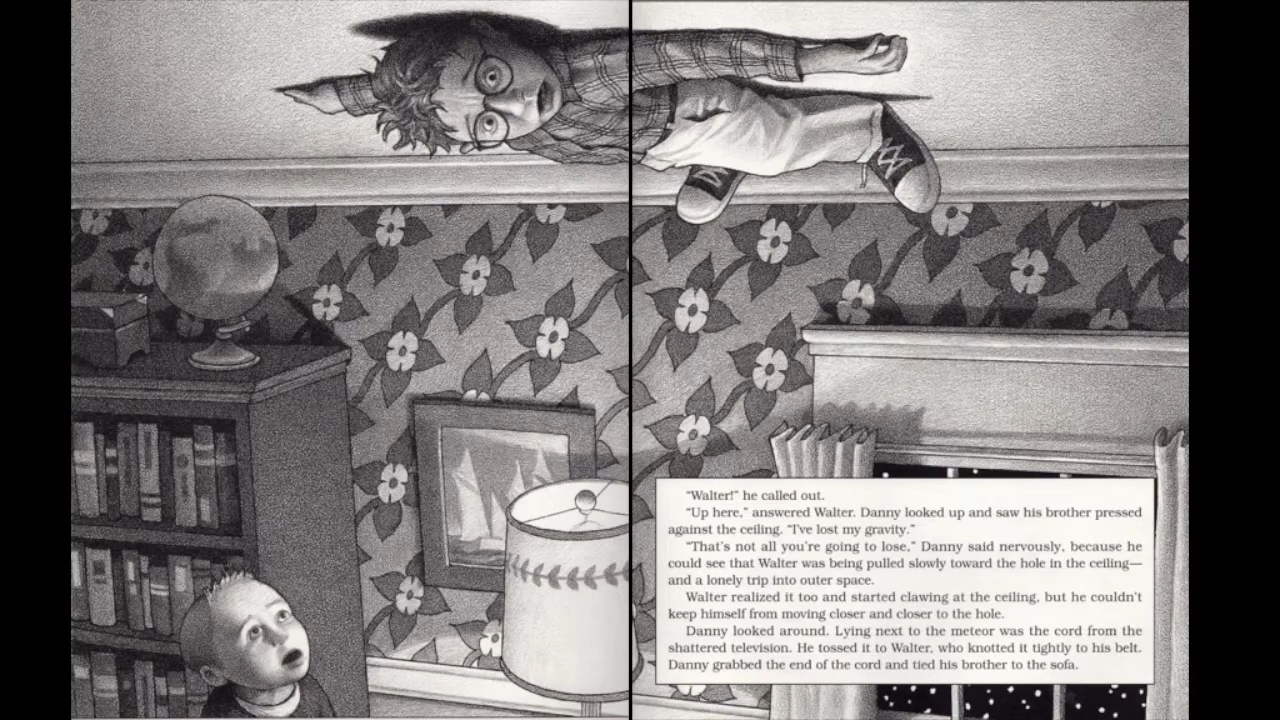 "Walter!" he called out.
"Up here," answered Walter. Danny looked up and saw his brother pressed
against the ceiling. "I've lost my gravity."
"That's not all you're going to lose," Danny said nervously, because he
could see that Walter was being pulled slowly toward the hole in the ceiling—
and a lonely trip into outer space.
Walter realized it too and started clawing at the ceiling, but he couldn't
keep himself from moving closer and closer to the hole.
Danny looked around. Lying next to the meteor was the cord from the
shattered television. He tossed it to Walter, who knotted it tightly to his belt.
Danny grabbed the end of the cord and tied his brother to the sofa.